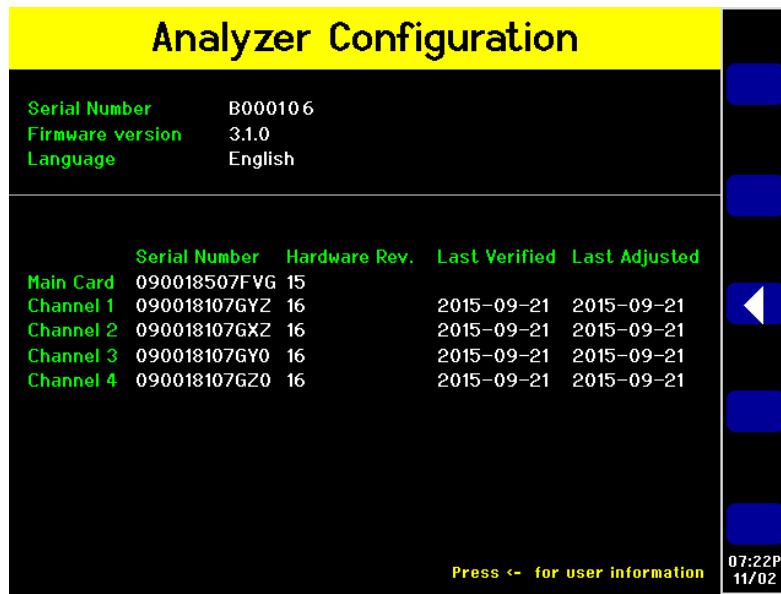 Analyzer Configuration
Serial Number B000106
Firmware version 3.1.0
Language English
Serial Number Hardware Rev. Last Verified Last Adjusted
Main Card 090018507FVG 15
Channel 1 090018107GYZ 16 2015-09-21 2015-09-21
Channel 2 090018107GXZ 16 2015-09-21 2015-09-21
Channel 3 090018107GY0 16 2015-09-21 2015-09-21
Channel 4 090018107GZ0 16 2015-09-21 2015-09-21
Press <- for user information
07:22P
11/02